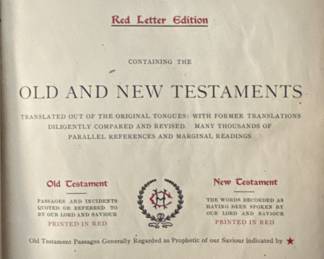 Red Letter Edition
CONTAINING THE
OLD AND NEW TESTAMENTS
TRANSLATED OUT OF THE ORIGINAL TONGUES: WITH FORMER TRANSLATIONS
DILIGENTLY COMPARED AND REVISED. MANY THOUSANDS OF
PARALLEL REFERENCES AND MARGINAL READINGS.
Old Testament
PASSAGES AND INCIDENTS
QUOTED OR REFERRED TO
BY OUR LORD AND SAVIOUR
PRINTED IN RED
New Testament
THE WORDS RECORDED AS
HAVING BEEN SPOKEN BY
OUR LORD AND SAVIOUR
PRINTED IN RED
Old Testament Passages Generally Regarded as Prophetic of our Saviour indicated by ★